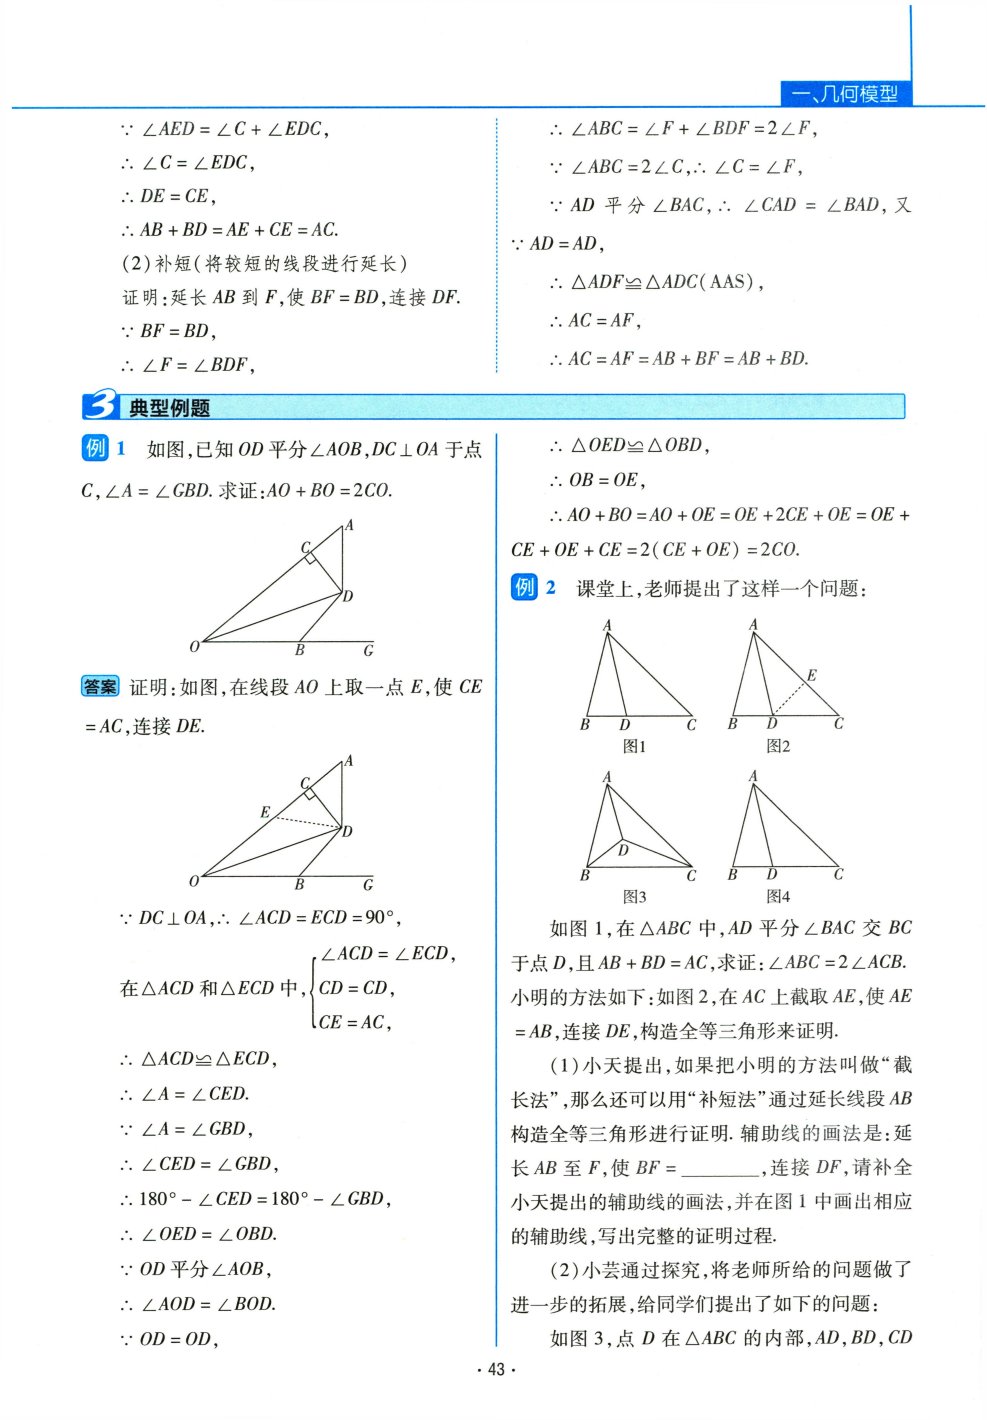 一、几何模型
∵ ∠AED = ∠C + ∠EDC,
∴ ∠C = ∠EDC,
∴ DE = CE,
∴ AB + BD = AE + CE = AC.
(2)补短(将较短的线段进行延长)
证明:延长 AB 到 F,使 BF = BD,连接 DF.
∵ BF = BD,
∴ ∠F = ∠BDF,
∴ ∠ABC = ∠F + ∠BDF = 2∠F,
∵ ∠ABC = 2∠C,∴ ∠C = ∠F,
∵ AD 平分 ∠BAC,∴ ∠CAD = ∠BAD,又
∵ AD = AD,
∴ △ADF≌△ADC(AAS),
∴ AC = AF,
∴ AC = AF = AB + BF = AB + BD.
3 典型例题
例 1 如图,已知 OD 平分∠AOB,DC⊥OA 于点
C,∠A = ∠GBD. 求证:AO + BO = 2CO.
A
C
D
O B G
答案 证明:如图,在线段 AO 上取一点 E,使 CE
= AC,连接 DE.
A
C
E
D
O B G
∵ DC⊥OA,∴ ∠ACD = ECD = 90°,
在△ACD 和△ECD 中,{∠ACD = ∠ECD,
CD = CD,
CE = AC,
∴ △ACD≌△ECD,
∴ ∠A = ∠CED.
∵ ∠A = ∠GBD,
∴ ∠CED = ∠GBD,
∴ 180° - ∠CED = 180° - ∠GBD,
∴ ∠OED = ∠OBD.
∵ OD 平分∠AOB,
∴ ∠AOD = ∠BOD.
∵ OD = OD,
∴ △OED≌△OBD,
∴ OB = OE,
∴ AO + BO = AO + OE = OE + 2CE + OE = OE +
CE + OE + CE = 2(CE + OE) = 2CO.
例 2 课堂上,老师提出了这样一个问题:
A A
E
B D C B D C
图1 图2
A A
D
B C B D C
图3 图4
如图 1,在△ABC 中,AD 平分∠BAC 交 BC
于点 D,且 AB + BD = AC,求证:∠ABC = 2∠ACB.
小明的方法如下:如图 2,在 AC 上截取 AE,使 AE
= AB,连接 DE,构造全等三角形来证明.
(1)小天提出,如果把小明的方法叫做“截
长法”,那么还可以用“补短法”通过延长线段 AB
构造全等三角形进行证明. 辅助线的画法是:延
长 AB 至 F,使 BF = ________,连接 DF,请补全
小天提出的辅助线的画法,并在图 1 中画出相应
的辅助线,写出完整的证明过程.
(2)小芸通过探究,将老师所给的问题做了
进一步的拓展,给同学们提出了如下的问题:
如图 3,点 D 在△ABC 的内部,AD,BD,CD
· 43 ·